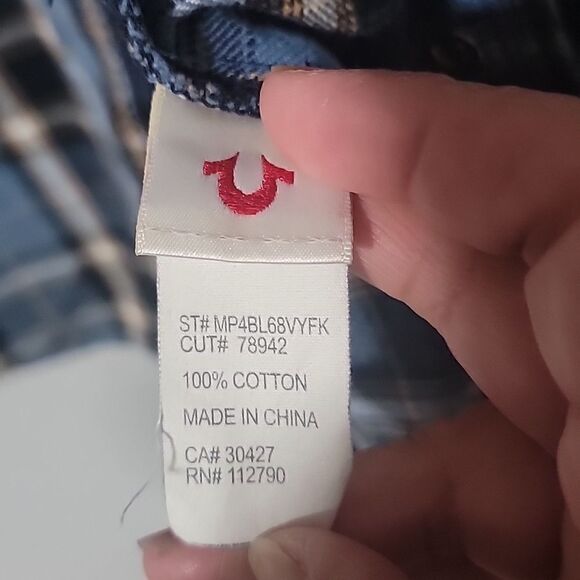 ST# MP4BL68VYFK
CUT# 78942
100% COTTON
MADE IN CHINA
CA# 30427
RN# 112790